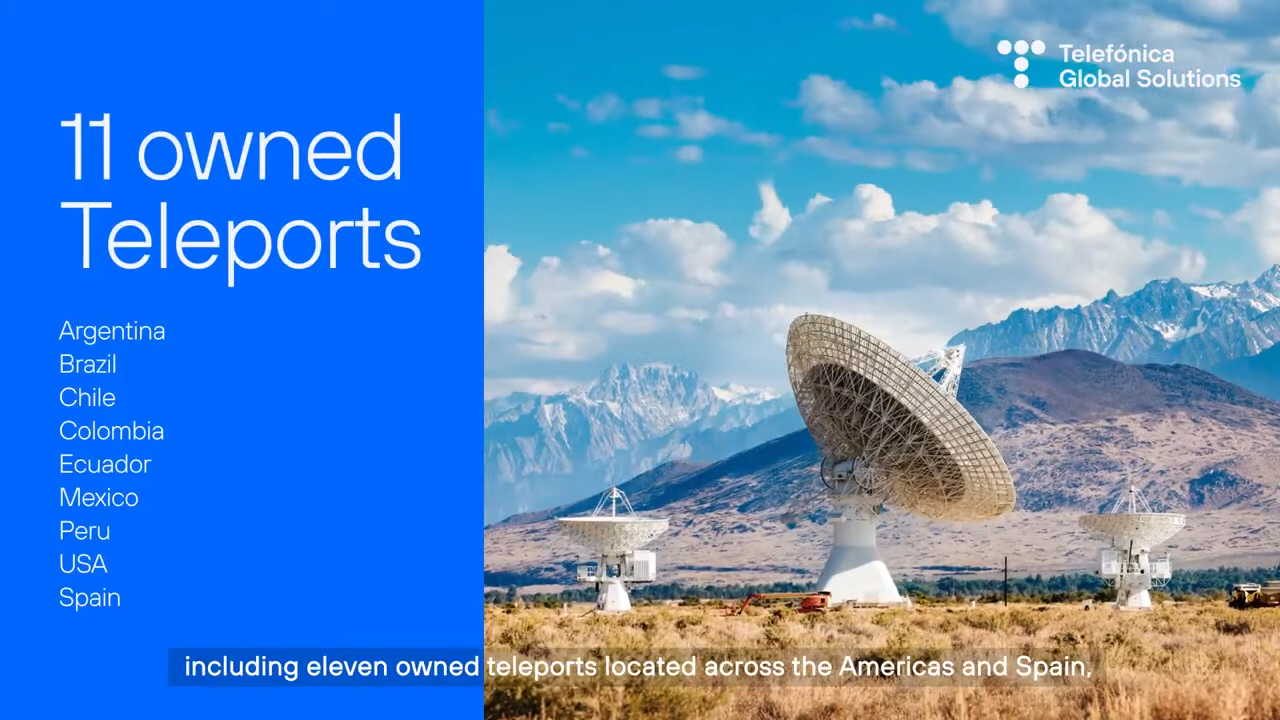 Telefónica
Global Solutions
11 owned
Teleports
Argentina
Brazil
Chile
Colombia
Ecuador
Mexico
Peru
USA
Spain
including eleven owned teleports located across the Americas and Spain,